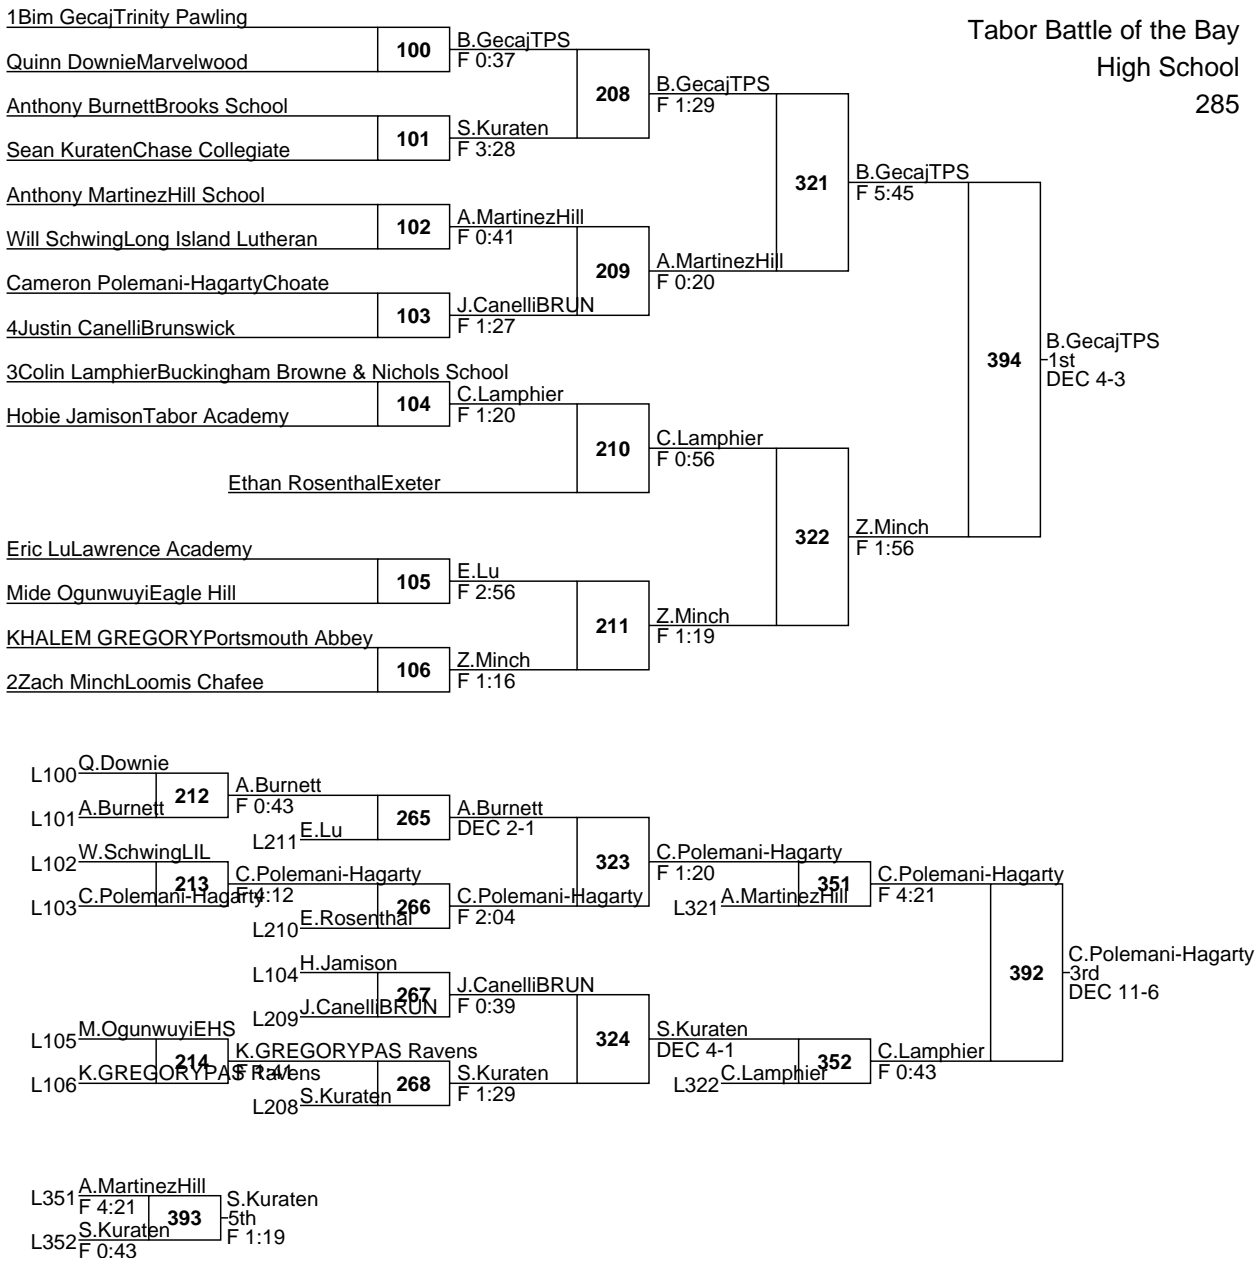 Tabor Battle of the Bay
High School
285
1Bim GecajTrinity Pawling
100
B.GecajTPS
F 0:37
Quinn DownieMarvelwood
208
B.GecajTPS
F 1:29
Anthony BurnettBrooks School
101
S.Kuraten
F 3:28
Sean KuratenChase Collegiate
321
B.GecajTPS
F 5:45
Anthony MartinezHill School
102
A.MartinezHill
F 0:41
Will SchwingLong Island Lutheran
209
A.MartinezHill
F 0:20
Cameron Polemani-HagartyChoate
103
J.CanelliBRUN
F 1:27
4Justin CanelliBrunswick
394
B.GecajTPS
1st
DEC 4-3
3Colin LamphierBuckingham Browne & Nichols School
104
C.Lamphier
F 1:20
Hobie JamisonTabor Academy
210
C.Lamphier
F 0:56
Ethan RosenthalExeter
322
Z.Minch
F 1:56
Eric LuLawrence Academy
105
E.Lu
F 2:56
Mide OgunwuyiEagle Hill
211
Z.Minch
F 1:19
KHALEM GREGORYPortsmouth Abbey
106
Z.Minch
F 1:16
2Zach MinchLoomis Chafee
L100
Q.Downie
212
A.Burnett
F 0:43
L101
A.Burnett
265
A.Burnett
DEC 2-1
L211
E.Lu
323
C.Polemani-Hagarty
F 1:20
L102
W.SchwingLIL
213
C.Polemani-Hagarty
F 4:12
L103
C.Polemani-Hagarty
266
C.Polemani-Hagarty
F 2:04
L210
E.Rosenthal
351
C.Polemani-Hagarty
F 4:21
L321
A.MartinezHill
L104
H.Jamison
267
J.CanelliBRUN
F 0:39
L209
J.CanelliBRUN
392
C.Polemani-Hagarty
3rd
DEC 11-6
324
S.Kuraten
DEC 4-1
L105
M.OgunwuyiEHS
214
K.GREGORYPAS Ravens
F 1:41
L106
K.GREGORYPAS Ravens
268
S.Kuraten
F 1:29
L208
S.Kuraten
352
C.Lamphier
F 0:43
L322
C.Lamphier
L351
A.MartinezHill
F 4:21
393
S.Kuraten
5th
F 1:19
L352
S.Kuraten
F 0:43